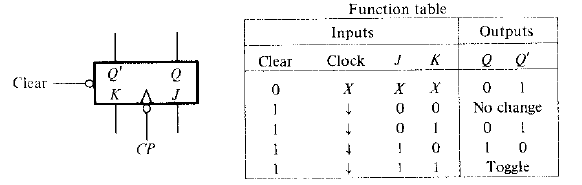 Function table
Inputs Outputs
Clear Clock J K Q Q'
0 X X X 0 1
1 ↓ 0 0 No change
1 ↓ 0 1 0 1
1 ↓ 1 0 1 0
1 ↓ 1 1 Toggle
Q' Q
Clear
K J
CP